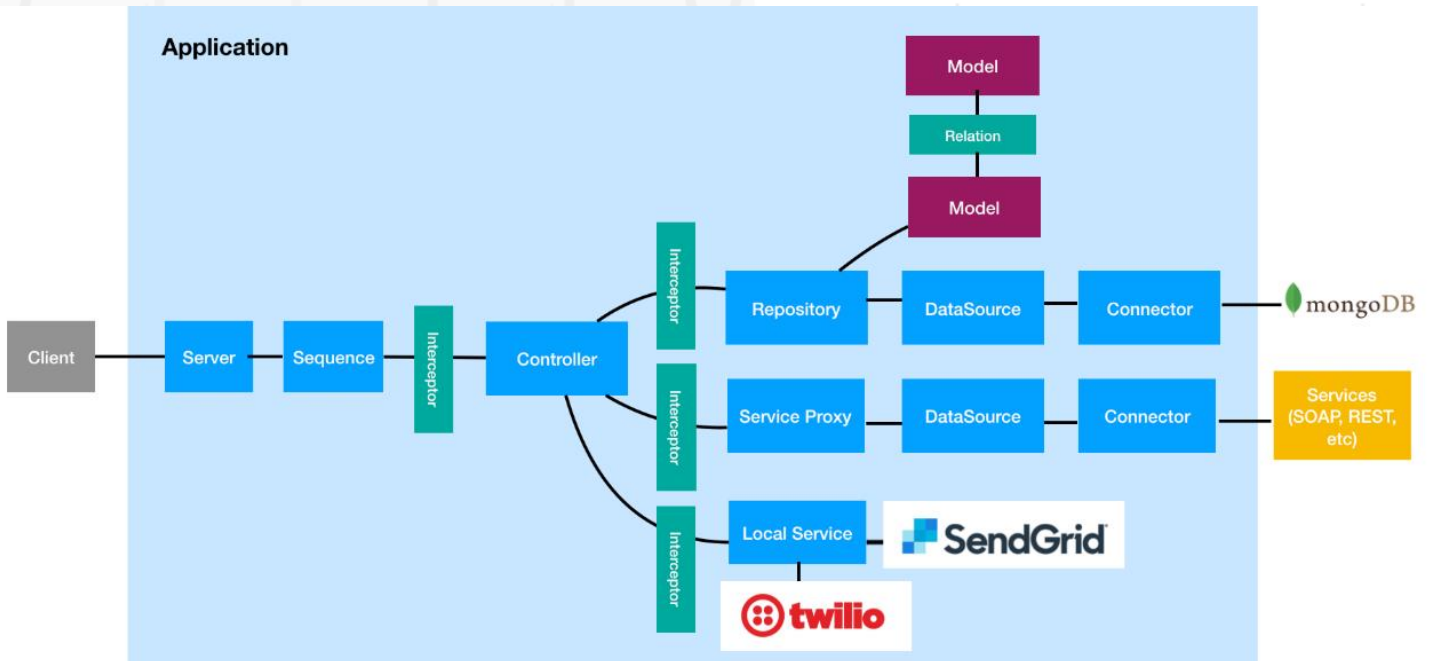 Application
Model
Relation
Model
Interceptor
Repository
DataSource
Connector
mongoDB
Client
Server
Sequence
Interceptor
Controller
Interceptor
Service Proxy
DataSource
Connector
Services
(SOAP, REST,
etc)
Interceptor
Local Service
SendGrid
twilio